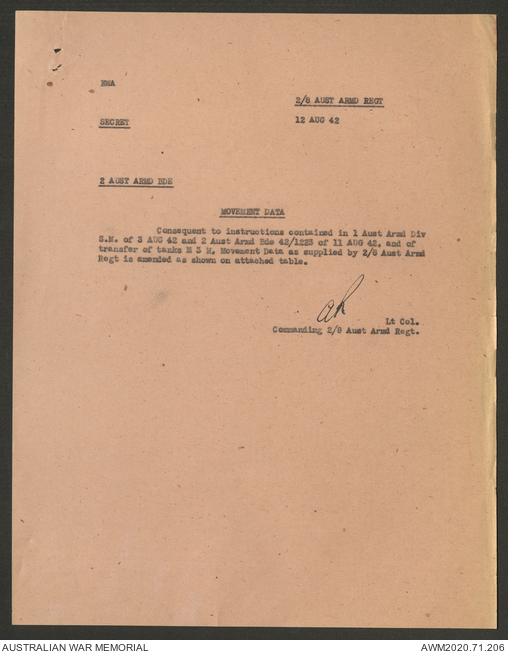 EWA
2/8 AUST ARMD REGT
SECRET
12 AUG 42
2 AUST ARMD BDE
MOVEMENT DATA
Consequent to instructions contained in 1 Aust Armd Div
S.M. of 3 AUG 42 and 2 Aust Armd Bde 42/1223 of 11 AUG 42, and of
transfer of tanks M 3 M, Movement Data as supplied by 2/8 Aust Armd
Regt is amended as shown on attached table.
Lt Col.
Commanding 2/8 Aust Armd Regt.
AUSTRALIAN WAR MEMORIAL
AWM2020.71.206